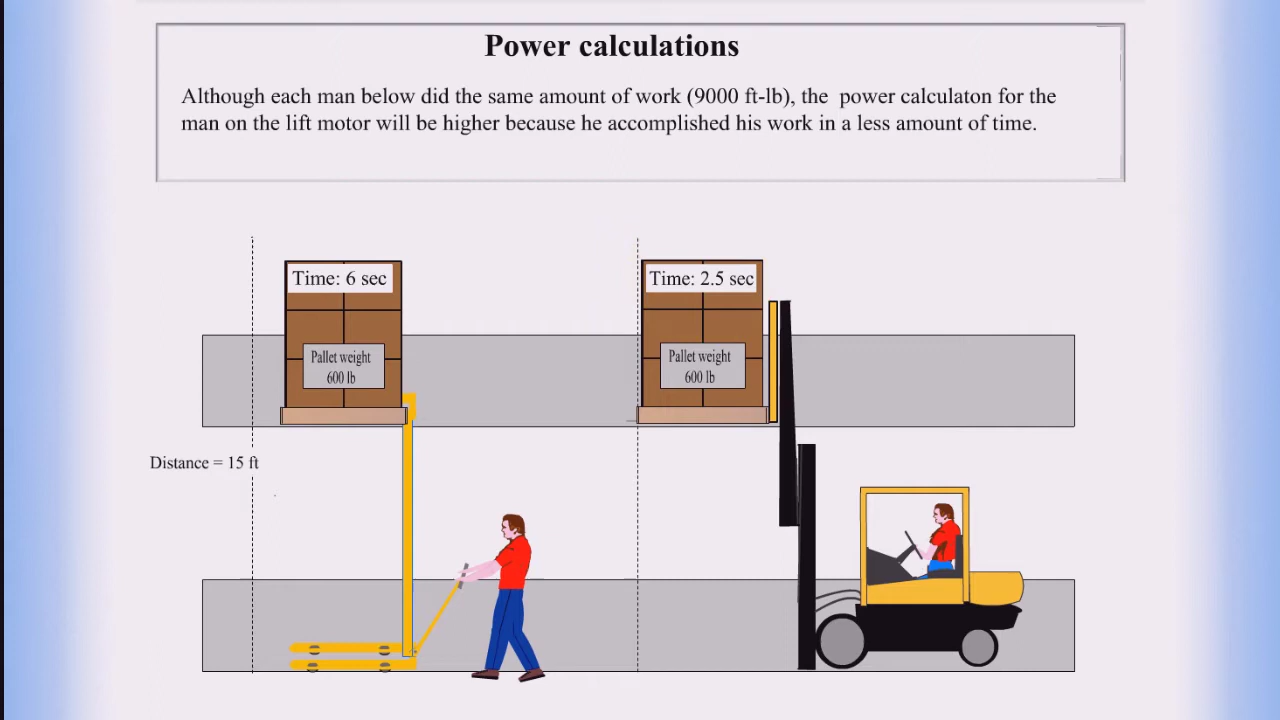 Power calculations
Although each man below did the same amount of work (9000 ft-lb), the  power calculaton for the
man on the lift motor will be higher because he accomplished his work in a less amount of time.
Time: 6 sec
Time: 2.5 sec
Pallet weight
600 lb
Pallet weight
600 lb
Distance = 15 ft